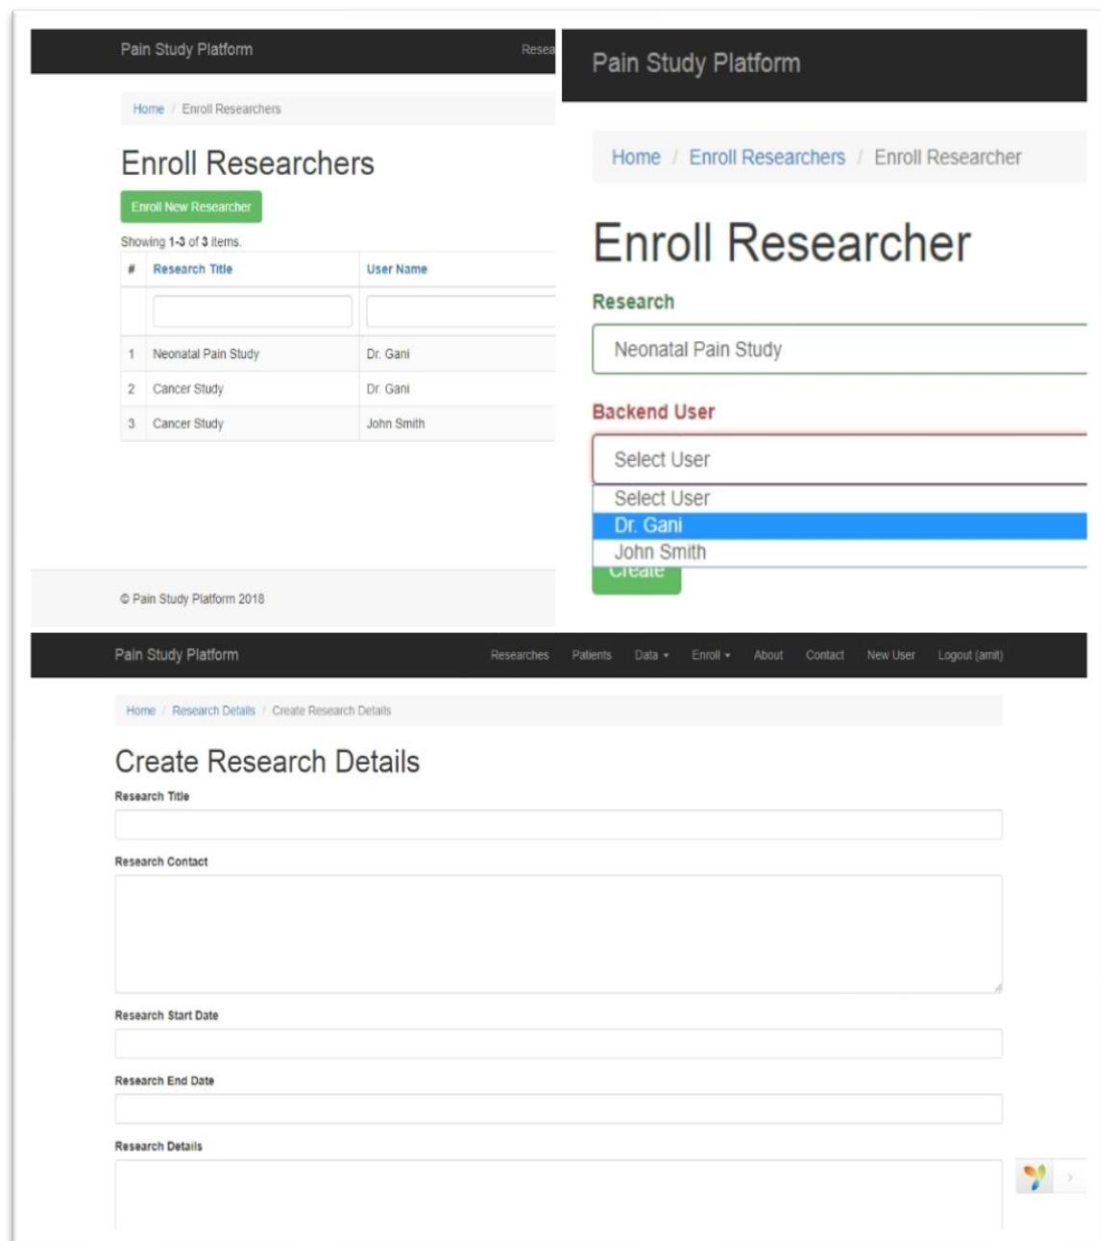 Pain Study Platform Resea
Home / Enroll Researchers
Enroll Researchers
Enroll New Researcher
Showing 1-3 of 3 items.
# Research Title User Name
1 Neonatal Pain Study Dr. Gani
2 Cancer Study Dr. Gani
3 Cancer Study John Smith
© Pain Study Platform 2018
Pain Study Platform
Home / Enroll Researchers / Enroll Researcher
Enroll Researcher
Research
Neonatal Pain Study
Backend User
Select User
Select User
Dr. Gani
John Smith
Create
Pain Study Platform Researches Patients Data Enroll About Contact New User Logout (amit)
Home / Research Details / Create Research Details
Create Research Details
Research Title
Research Contact
Research Start Date
Research End Date
Research Details